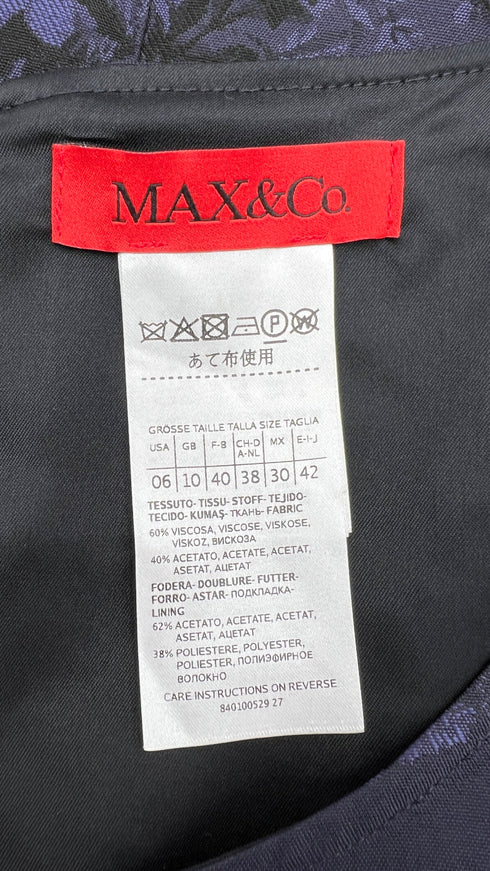 MAX&Co.
P W
あて布使用
GRÖSSE TAILLE TALLA SIZE TAGLIA
USA GB F-B CH-D A-NL MX E-I-J
06 10 40 38 30 42
TESSUTO- TISSU- STOFF- TEJIDO-
TECIDO- KUMAŞ- ТКАНЬ- FABRIC
60% VISCOSA, VISCOSE, VISKOSE,
VİSKOZ, ВИСКОЗА
40% ACETATO, ACETATE, ACETAT,
ASETAT, АЦЕТАТ
FODERA- DOUBLURE- FUTTER-
FORRO- ASTAR- ПОДКЛАДКА-
LINING
62% ACETATO, ACETATE, ACETAT,
ASETAT, АЦЕТАТ
38% POLIESTERE, POLYESTER,
POLIESTER, ПОЛИЭФИРНОЕ
ВОЛОКНО
CARE INSTRUCTIONS ON REVERSE
840100529 27